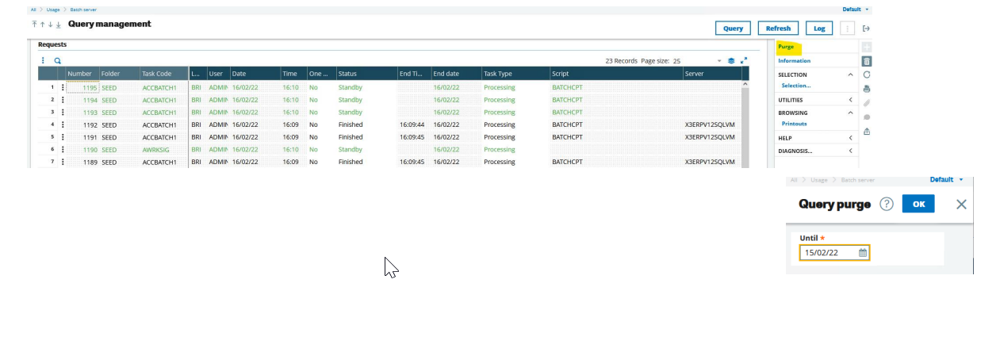 All > Usage > Batch server Default
Query management Query Refresh Log
Requests
23 Records Page size: 25
Number Folder Task Code L... User Date Time One ... Status End Ti... End date Task Type Script Server
1 1195 SEED ACCBATCH1 BRI ADMIN 16/02/22 16:10 No Standby 16/02/22 Processing BATCHCPT
2 1194 SEED ACCBATCH1 BRI ADMIN 16/02/22 16:10 No Standby 16/02/22 Processing BATCHCPT
3 1193 SEED ACCBATCH1 BRI ADMIN 16/02/22 16:10 No Standby 16/02/22 Processing BATCHCPT
4 1192 SEED ACCBATCH1 BRI ADMIN 16/02/22 16:09 No Finished 16:09:44 16/02/22 Processing BATCHCPT X3ERPV12SQLVM
5 1191 SEED ACCBATCH1 BRI ADMIN 16/02/22 16:09 No Finished 16:09:45 16/02/22 Processing BATCHCPT X3ERPV12SQLVM
6 1190 SEED AWRKSIG BRI ADMIN 16/02/22 16:10 No Standby 16/02/22 Processing
7 1189 SEED ACCBATCH1 BRI ADMIN 16/02/22 16:09 No Finished 16:09:45 16/02/22 Processing BATCHCPT X3ERPV12SQLVM
Purge
Information
SELECTION
Selection...
UTILITIES
BROWSING
Printouts
HELP
DIAGNOSIS...
All > Usage > Batch server Default
Query purge ? OK
Until *
15/02/22